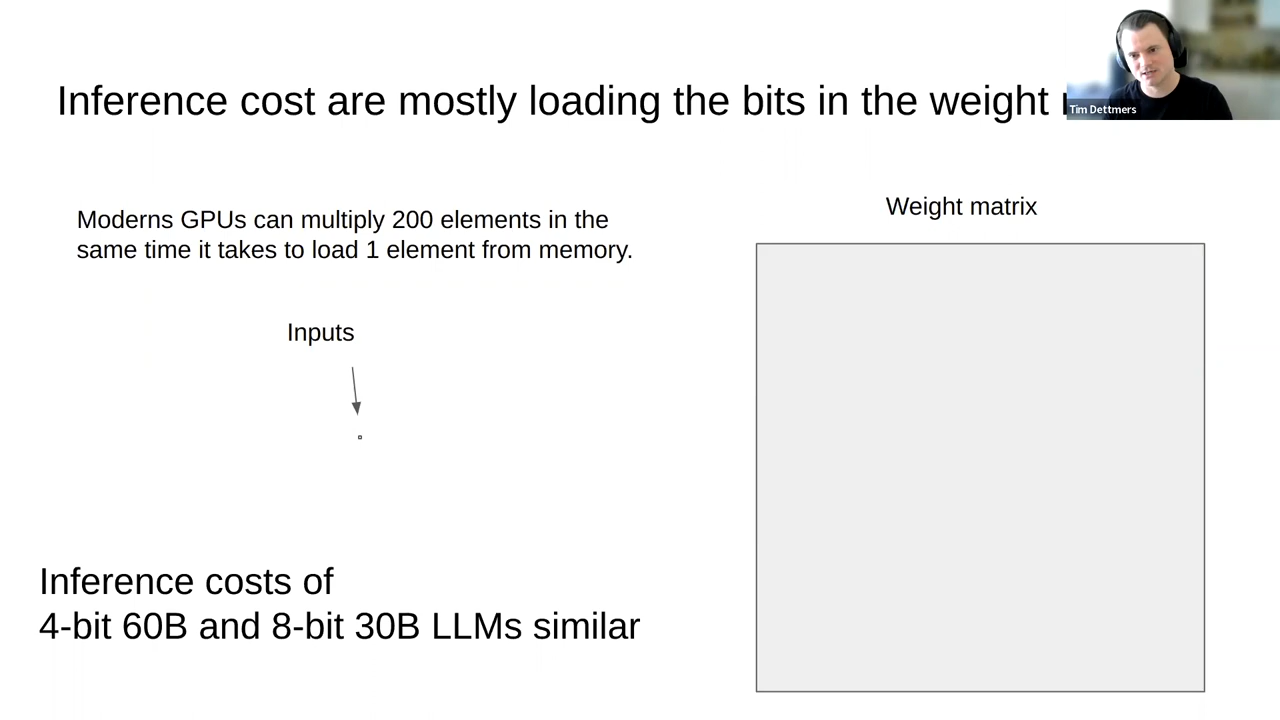 Inference cost are mostly loading the bits in the weight
Tim Dettmers
Moderns GPUs can multiply 200 elements in the
same time it takes to load 1 element from memory.
Weight matrix
Inputs
Inference costs of
4-bit 60B and 8-bit 30B LLMs similar